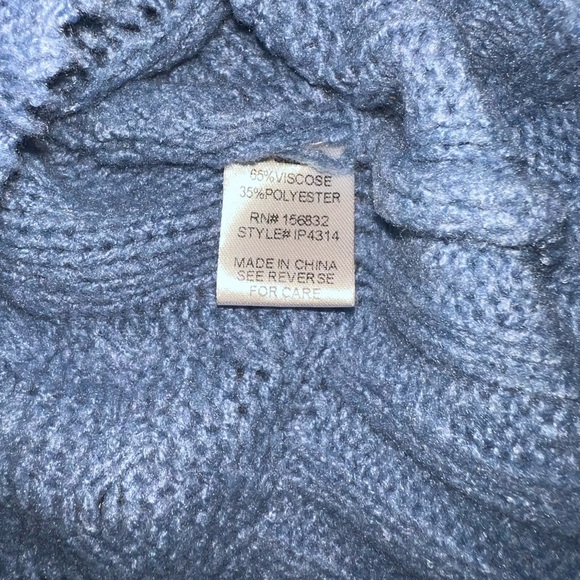 65%VISCOSE
35%POLYESTER
RN# 156832
STYLE# IP4314
MADE IN CHINA
SEE REVERSE
FOR CARE